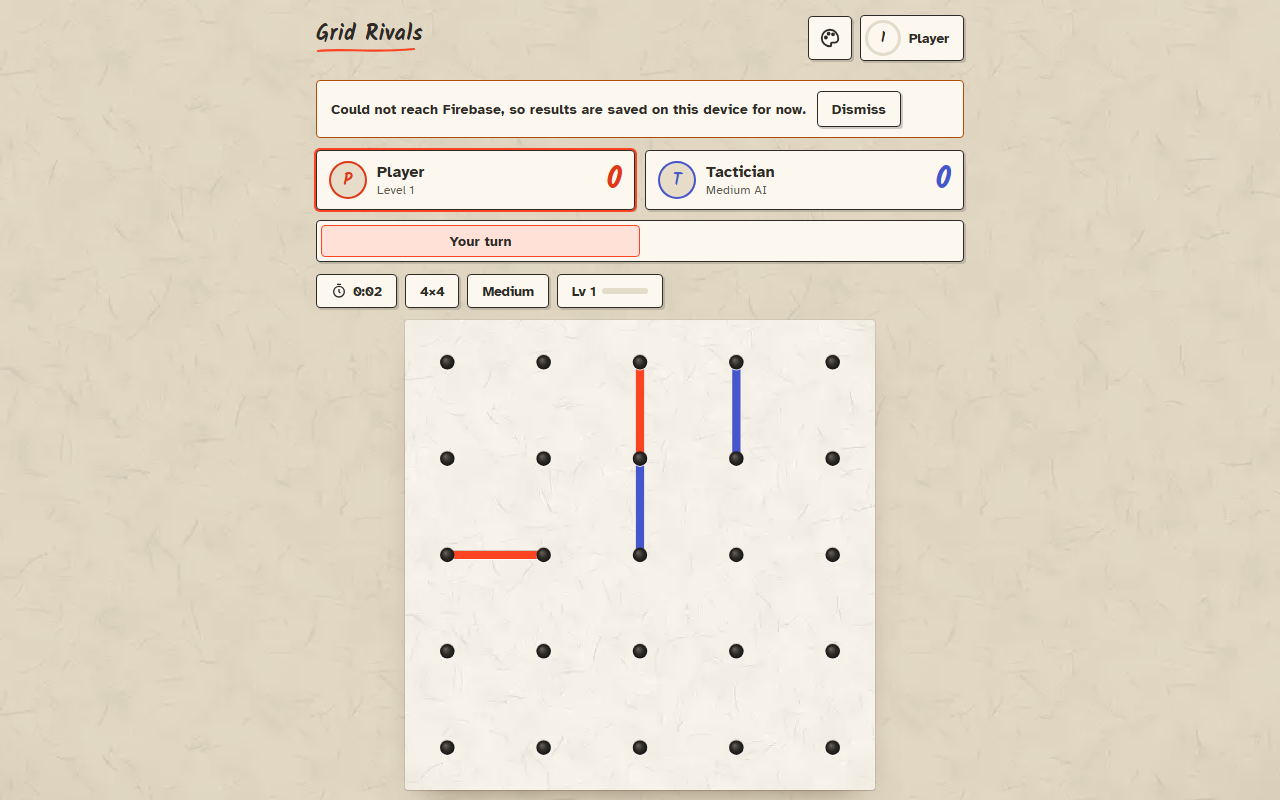 Grid Rivals
I Player
Could not reach Firebase, so results are saved on this device for now. Dismiss
P Player Level 1 0
T Tactician Medium AI 0
Your turn
0:02 4×4 Medium Lv 1